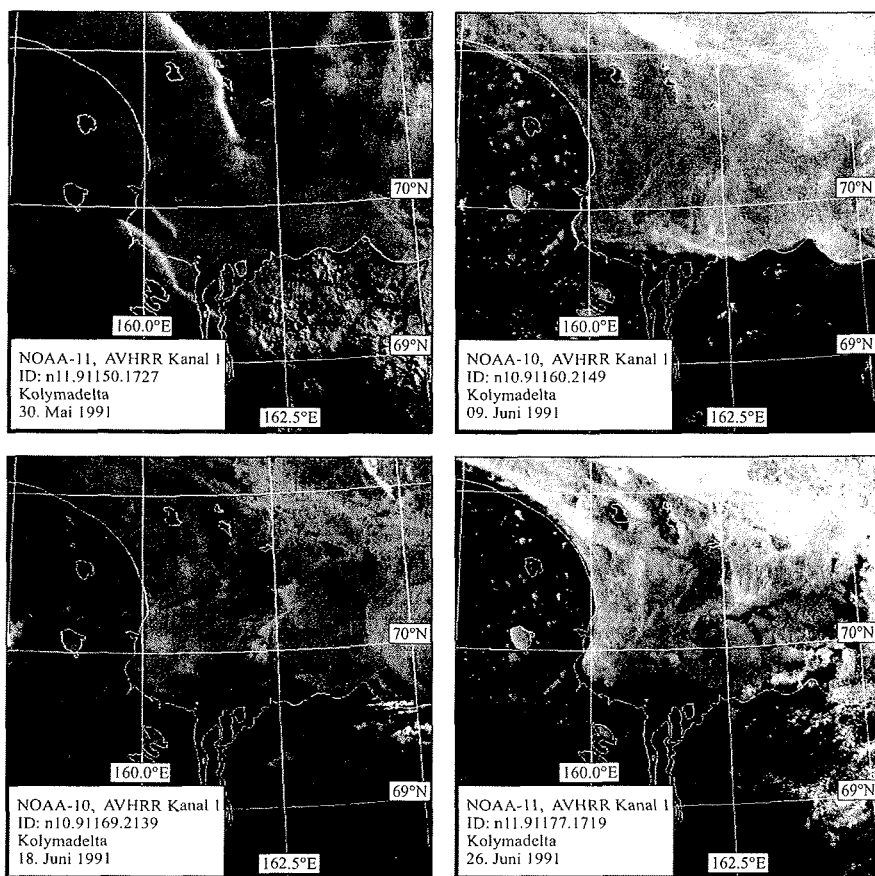 70°N
160.0°E
69°N
NOAA-11, AVHRR Kanal 1
ID: n11.91150.1727
Kolymadelta
30. Mai 1991
162.5°E
70°N
160.0°E
69°N
NOAA-10, AVHRR Kanal 1
ID: n10.91160.2149
Kolymadelta
09. Juni 1991
162.5°E
70°N
160.0°E
69°N
NOAA-10, AVHRR Kanal 1
ID: n10.91169.2139
Kolymadelta
18. Juni 1991
162.5°E
70°N
160.0°E
69°N
NOAA-11, AVHRR Kanal 1
ID: n11.91177.1719
Kolymadelta
26. Juni 1991
162.5°E